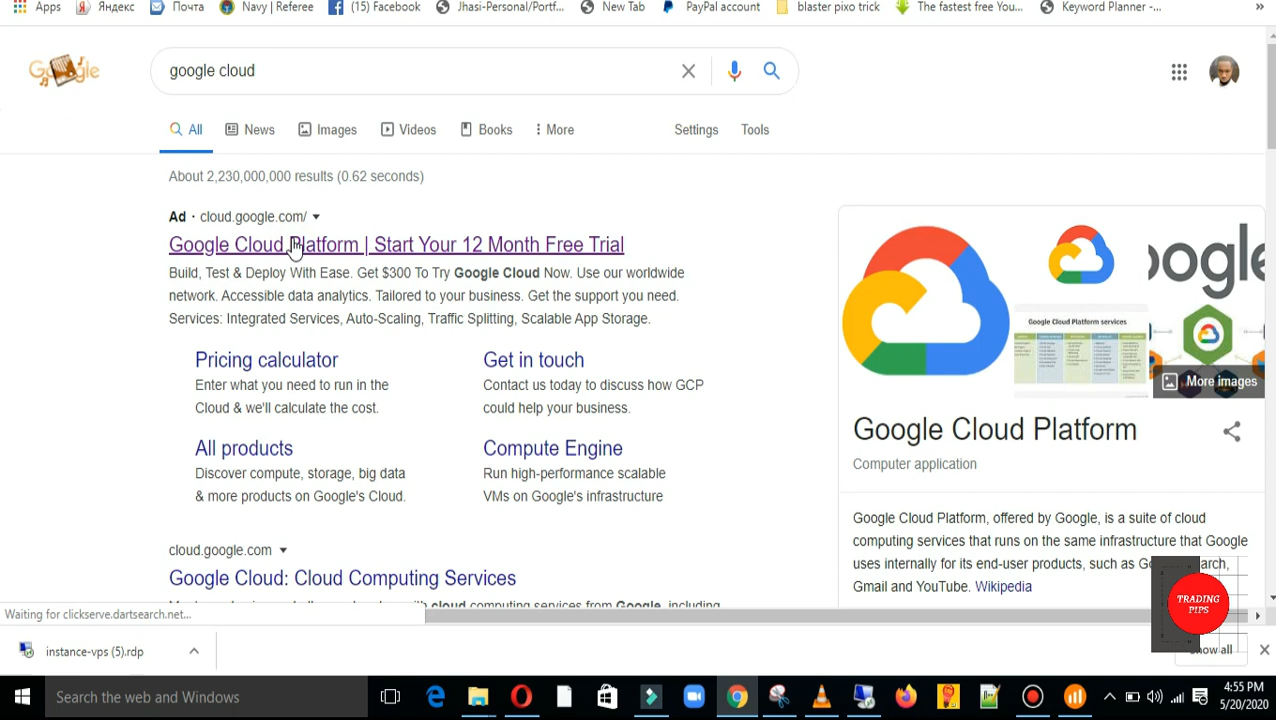 Apps
Яндекс
Почта
Navy | Referee
(15) Facebook
Jhasi-Personal/Portf...
New Tab
PayPal account
blaster pixo trick
The fastest free You...
Keyword Planner -...
»
Google
google cloud
All
News
Images
Videos
Books
More
Settings
Tools
About 2,230,000,000 results (0.62 seconds)
Ad · cloud.google.com/
Google Cloud Platform | Start Your 12 Month Free Trial
Build, Test & Deploy With Ease. Get $300 To Try Google Cloud Now. Use our worldwide
network. Accessible data analytics. Tailored to your business. Get the support you need.
Services: Integrated Services, Auto-Scaling, Traffic Splitting, Scalable App Storage.
Pricing calculator
Enter what you need to run in the
Cloud & we'll calculate the cost.
Get in touch
Contact us today to discuss how GCP
could help your business.
All products
Discover compute, storage, big data
& more products on Google's Cloud.
Compute Engine
Run high-performance scalable
VMs on Google's infrastructure
cloud.google.com
Google Cloud: Cloud Computing Services
cloud computing services from Google, including
oogle
Google Cloud Platform services
More images
Google Cloud Platform
Computer application
Google Cloud Platform, offered by Google, is a suite of cloud
computing services that runs on the same infrastructure that Google
uses internally for its end-user products, such as Go arch,
Gmail and YouTube. Wikipedia
TRADING
PIPS
Waiting for clickserve.dartsearch.net...
instance-vps (5).rdp
Show all
Search the web and Windows
4:55 PM
5/20/2020